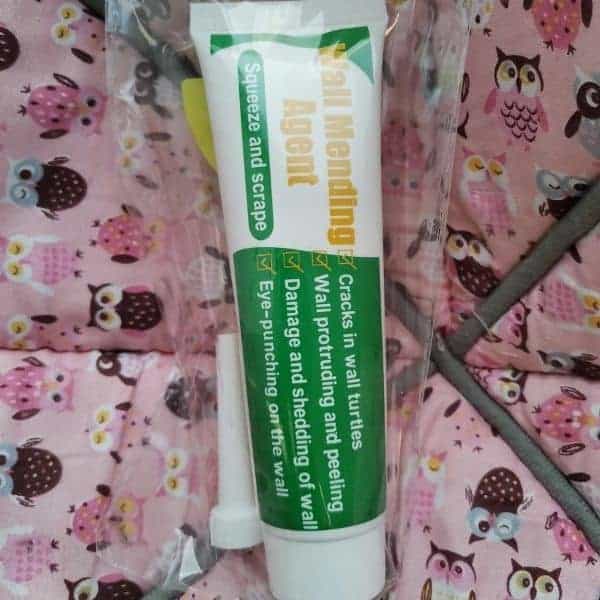 Wall Mending
Agent
Squeeze and scrape
Cracks in wall turtles
Wall protruding and peeling
Damage and shedding of wall
Eye-punching on the wall